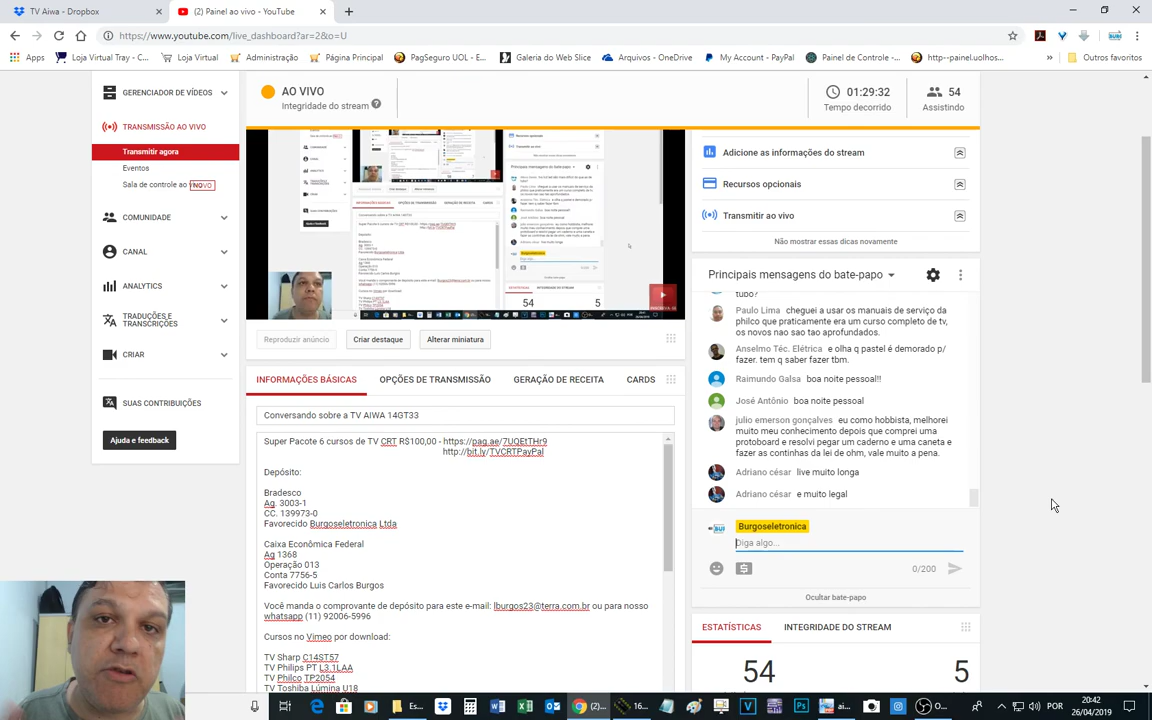 TV Aiwa - Dropbox
(2) Painel ao vivo - YouTube
https://www.youtube.com/live_dashboard?ar=2&o=U
Apps
Loja Virtual Tray - C...
Loja Virtual
Administração
Página Principal
PagSeguro UOL - E...
Galeria do Web Slice
Arquivos - OneDrive
My Account - PayPal
Painel de Controle -...
http--painel.uolhos...
»
Outros favoritos
GERENCIADOR DE VÍDEOS
TRANSMISSÃO AO VIVO
Transmitir agora
Eventos
Sala de controle ao
NOVO
COMUNIDADE
CANAL
ANALYTICS
TRADUÇÕES E
TRANSCRIÇÕES
CRIAR
SUAS CONTRIBUIÇÕES
Ajuda e feedback
AO VIVO
Integridade do stream
01:29:32
Tempo decorrido
54
Assistindo
Reproduzir anúncio
Criar destaque
Alterar miniatura
INFORMAÇÕES BÁSICAS
OPÇÕES DE TRANSMISSÃO
GERAÇÃO DE RECEITA
CARDS
Conversando sobre a TV AIWA 14GT33
Super Pacote 6 cursos de TV CRT R$100,00 - https://pag.ae/7UQEtTHr9
http://bit.ly/TVCRTPayPal
Depósito:
Bradesco
Ag. 3003-1
CC. 139973-0
Favorecido Burgoseletronica Ltda
Caixa Econômica Federal
Ag 1368
Operação 013
Conta 7756-5
Favorecido Luis Carlos Burgos
Você manda o comprovante de depósito para este e-mail: lburgos23@terra.com.br ou para nosso
whatsapp (11) 92006-5996
Cursos no Vimeo por download:
TV Sharp C14ST57
TV Philips PT L3.1LAA
TV Philco TP2054
TV Toshiba Lúmina U18
Adicione as informações do stream
Recursos opcionais
Transmitir ao vivo
Não mostrar essas dicas novamente
Principais mensagens do bate-papo
tubo?
Paulo Lima cheguei a usar os manuais de serviço da
philco que praticamente era um curso completo de tv,
os novos nao sao tao aprofundados.
Anselmo Téc. Elétrica e olha q pastel é demorado p/
fazer. tem q saber fazer tbm.
Raimundo Galsa boa noite pessoal!!
José Antônio boa noite pessoal
julio emerson gonçalves eu como hobbista, melhorei
muito meu conhecimento depois que comprei uma
protoboard e resolvi pegar um caderno e uma caneta e
fazer as continhas da lei de ohm, vale muito a pena.
Adriano césar live muito longa
Adriano césar e muito legal
Burgoseletronica
Diga algo...
0/200
Ocultar bate-papo
ESTATÍSTICAS
INTEGRIDADE DO STREAM
54
5
Es...
(2)...
16...
ai...
O...
POR
20:42
26/04/2019